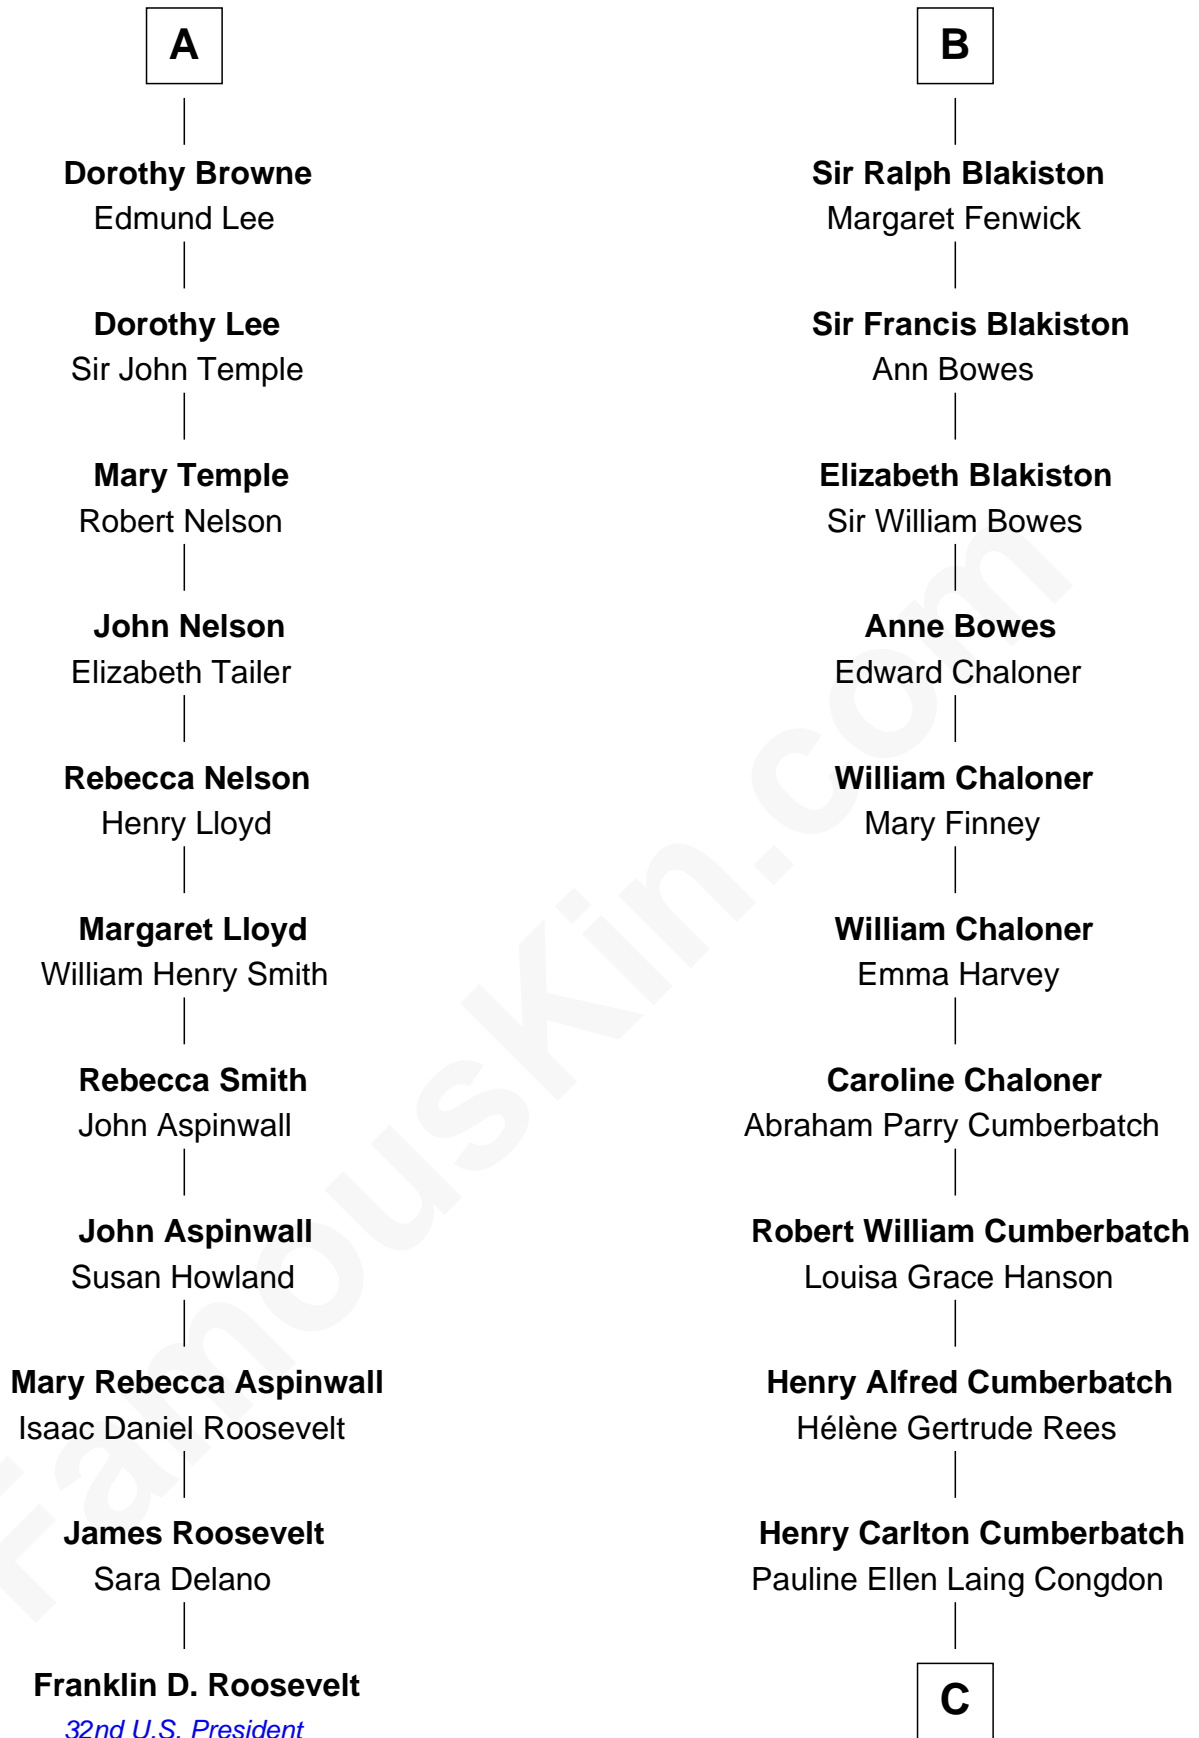 A
Dorothy Browne
Edmund Lee
Dorothy Lee
Sir John Temple
Mary Temple
Robert Nelson
John Nelson
Elizabeth Tailer
Rebecca Nelson
Henry Lloyd
Margaret Lloyd
William Henry Smith
Rebecca Smith
John Aspinwall
John Aspinwall
Susan Howland
Mary Rebecca Aspinwall
Isaac Daniel Roosevelt
James Roosevelt
Sara Delano
Franklin D. Roosevelt
32nd U.S. President
B
Sir Ralph Blakiston
Margaret Fenwick
Sir Francis Blakiston
Ann Bowes
Elizabeth Blakiston
Sir William Bowes
Anne Bowes
Edward Chaloner
William Chaloner
Mary Finney
William Chaloner
Emma Harvey
Caroline Chaloner
Abraham Parry Cumberbatch
Robert William Cumberbatch
Louisa Grace Hanson
Henry Alfred Cumberbatch
Hélène Gertrude Rees
Henry Carlton Cumberbatch
Pauline Ellen Laing Congdon
C
FamousKin.com